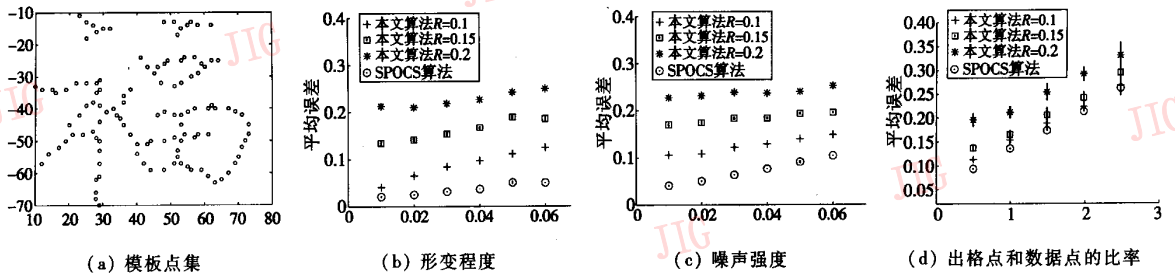 -10
-20
-30
-40
-50
-60
-70
10 20 30 40 50 60 70 80
(a) 模板点集
平均误差
0.4
0.3
0.2
0.1
0
0 0.02 0.04 0.06
+ 本文算法R=0.1
本文算法R=0.15
* 本文算法R=0.2
⊙ SPOCS算法
(b) 形变程度
平均误差
0.4
0.3
0.2
0.1
0
0 0.02 0.04 0.06
+ 本文算法R=0.1
本文算法R=0.15
* 本文算法R=0.2
⊙ SPOCS算法
(c) 噪声强度
平均误差
0.40
0.35
0.30
0.25
0.20
0.15
0.10
0.05
0 1 2 3
+ 本文算法R=0.1
本文算法R=0.15
* 本文算法R=0.2
⊙ SPOCS算法
(d) 出格点和数据点的比率
JIG
JIG
JIG
JIG
JIG
JIG